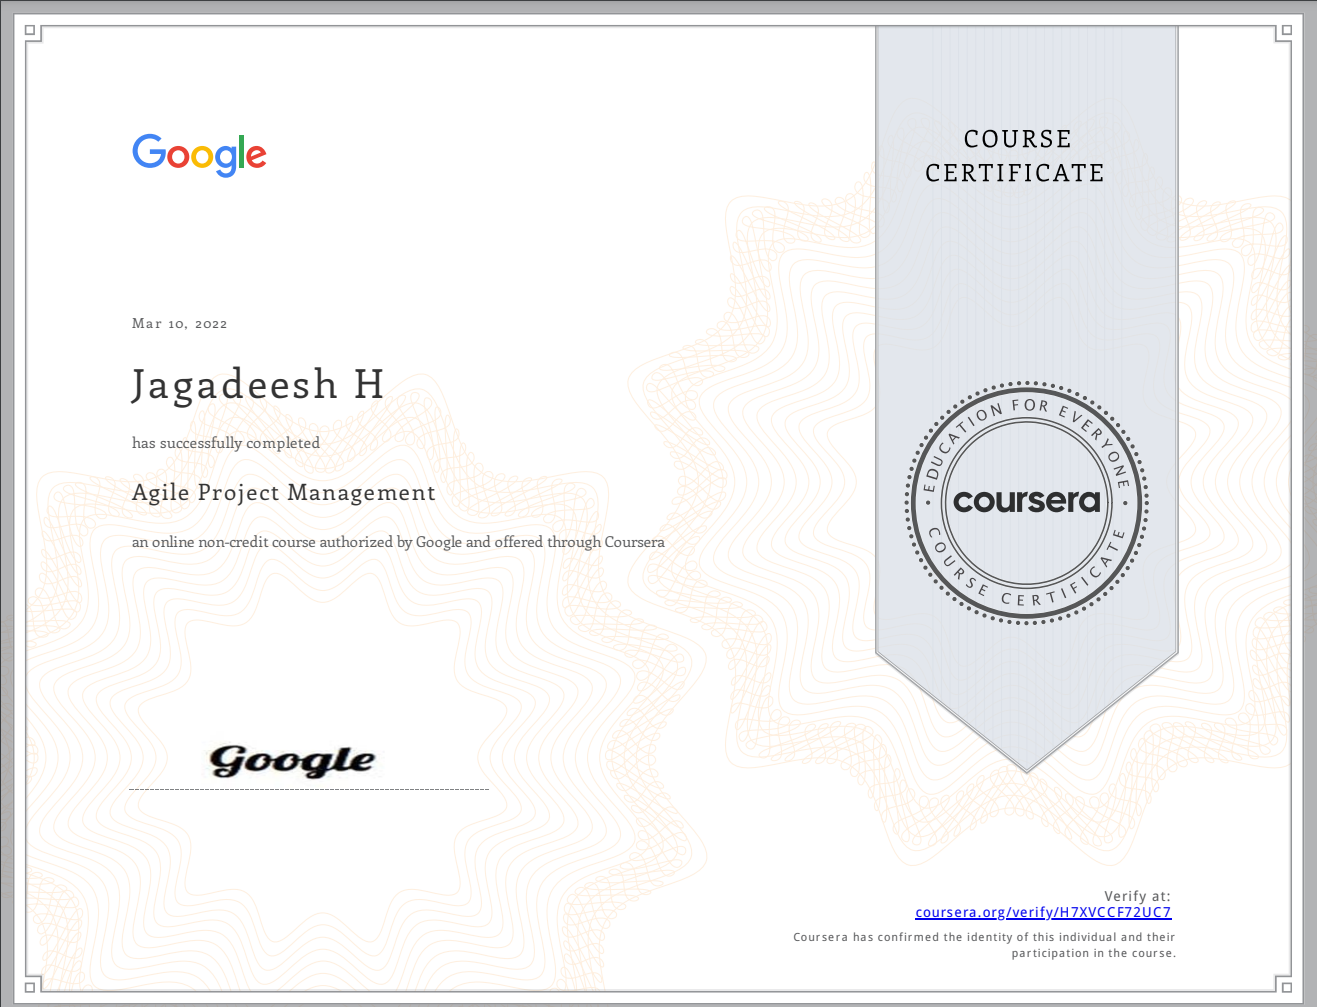 Google
COURSE
CERTIFICATE
Mar 10, 2022
Jagadeesh H
has successfully completed
Agile Project Management
an online non-credit course authorized by Google and offered through Coursera
EDUCATION FOR EVERYONE
coursera
COURSE CERTIFICATE
Google
Verify at:
coursera.org/verify/H7XVCCF72UC7
Coursera has confirmed the identity of this individual and their
participation in the course.